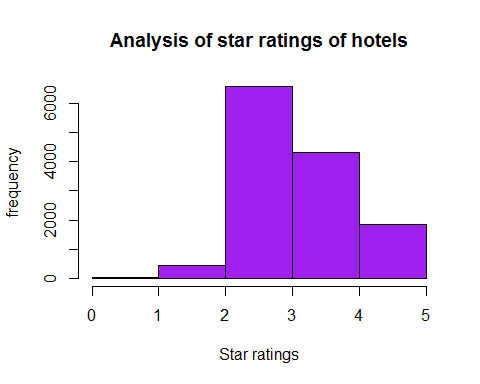 Analysis of star ratings of hotels
frequency
6000
4000
2000
0
0 1 2 3 4 5
Star ratings